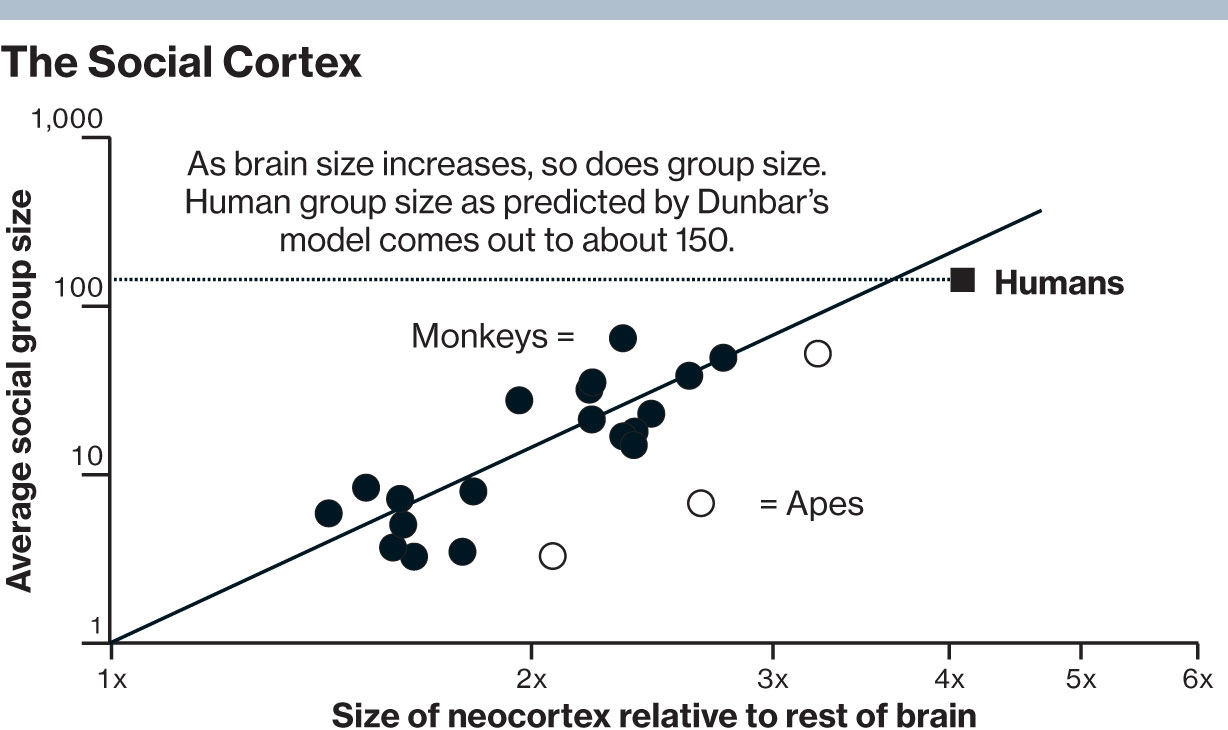 The Social Cortex
1,000
As brain size increases, so does group size.
Human group size as predicted by Dunbar's
model comes out to about 150.
Average social group size
100
Humans
Monkeys =
10
= Apes
1
1x 2x 3x 4x 5x 6x
Size of neocortex relative to rest of brain